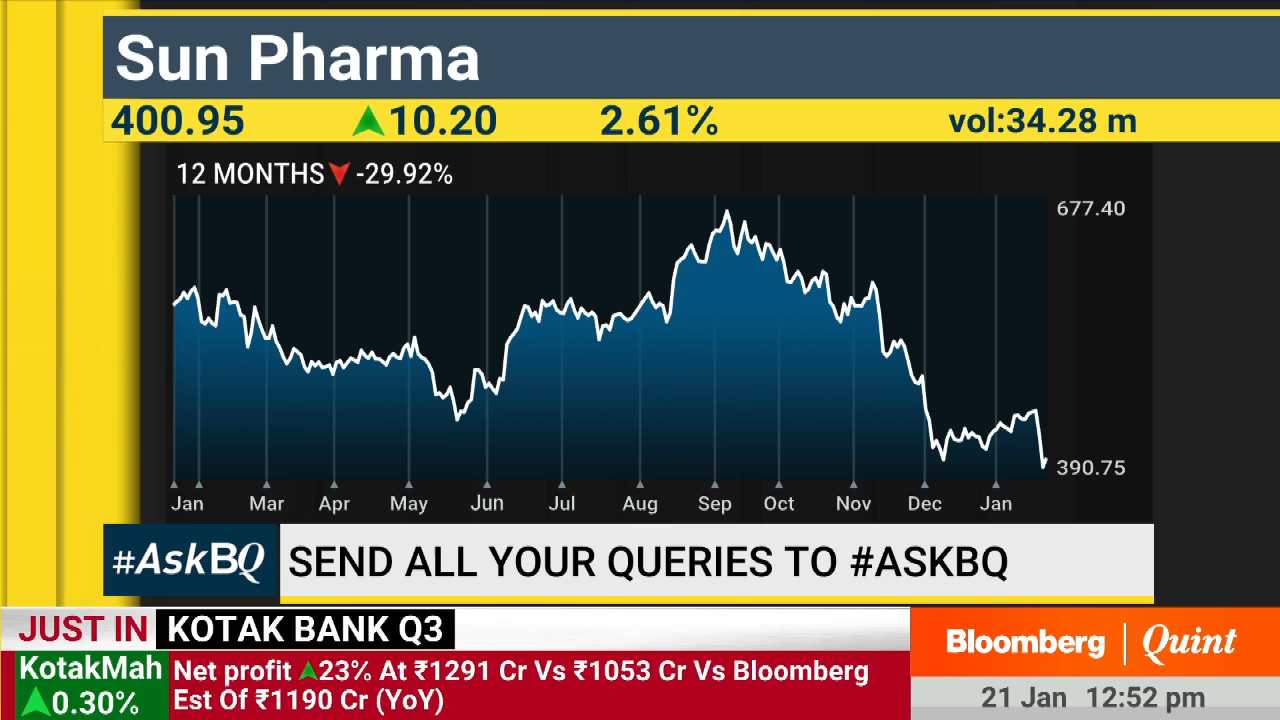 Sun Pharma
400.95 ▲10.20 2.61% vol:34.28 m
12 MONTHS▼-29.92%
677.40
390.75
Jan Mar Apr May Jun Jul Aug Sep Oct Nov Dec Jan
#AskBQ SEND ALL YOUR QUERIES TO #ASKBQ
JUST IN KOTAK BANK Q3
KotakMah
▲0.30%
Net profit ▲23% At ₹1291 Cr Vs ₹1053 Cr Vs Bloomberg
Est Of ₹1190 Cr (YoY)
Bloomberg | Quint
21 Jan 12:52 pm